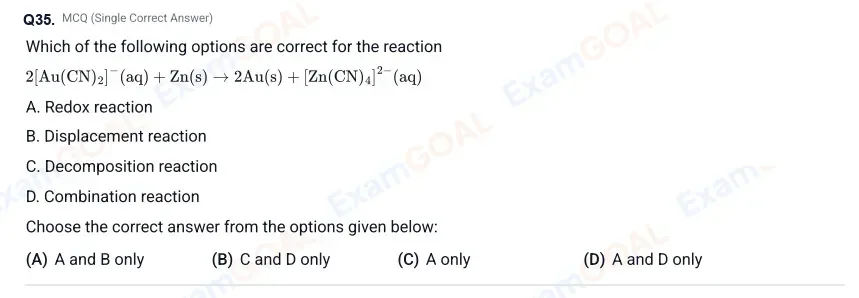 Q35. MCQ (Single Correct Answer)
Which of the following options are correct for the reaction
2[Au(CN)₂]⁻(aq) + Zn(s) → 2Au(s) + [Zn(CN)₄]²⁻(aq)
A. Redox reaction
B. Displacement reaction
C. Decomposition reaction
D. Combination reaction
Choose the correct answer from the options given below:
(A) A and B only (B) C and D only (C) A only (D) A and D only
ExamGOAL